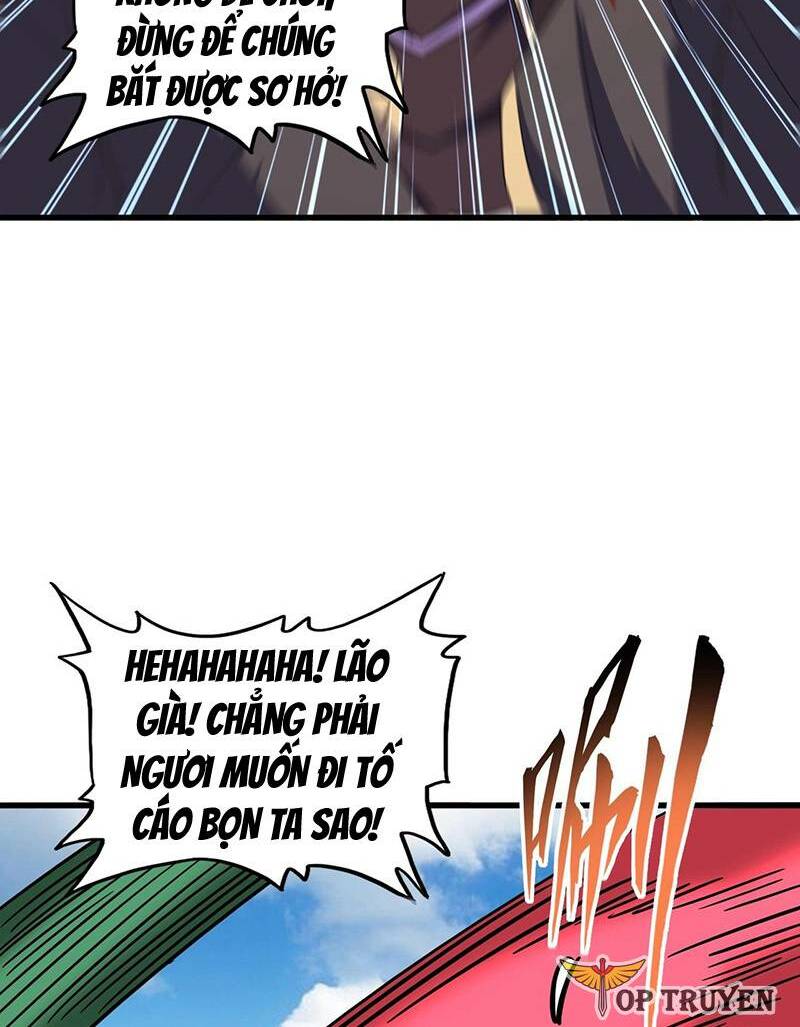 ĐỪNG ĐỂ CHÚNG
BẮT ĐƯỢC SƠ HỞ!
HEHAHAHAHA! LÃO
GIÀ! CHẲNG PHẢI
NGƯƠI MUỐN ĐI TỐ
CÁO BỌN TA SAO!
TOP TRUYEN